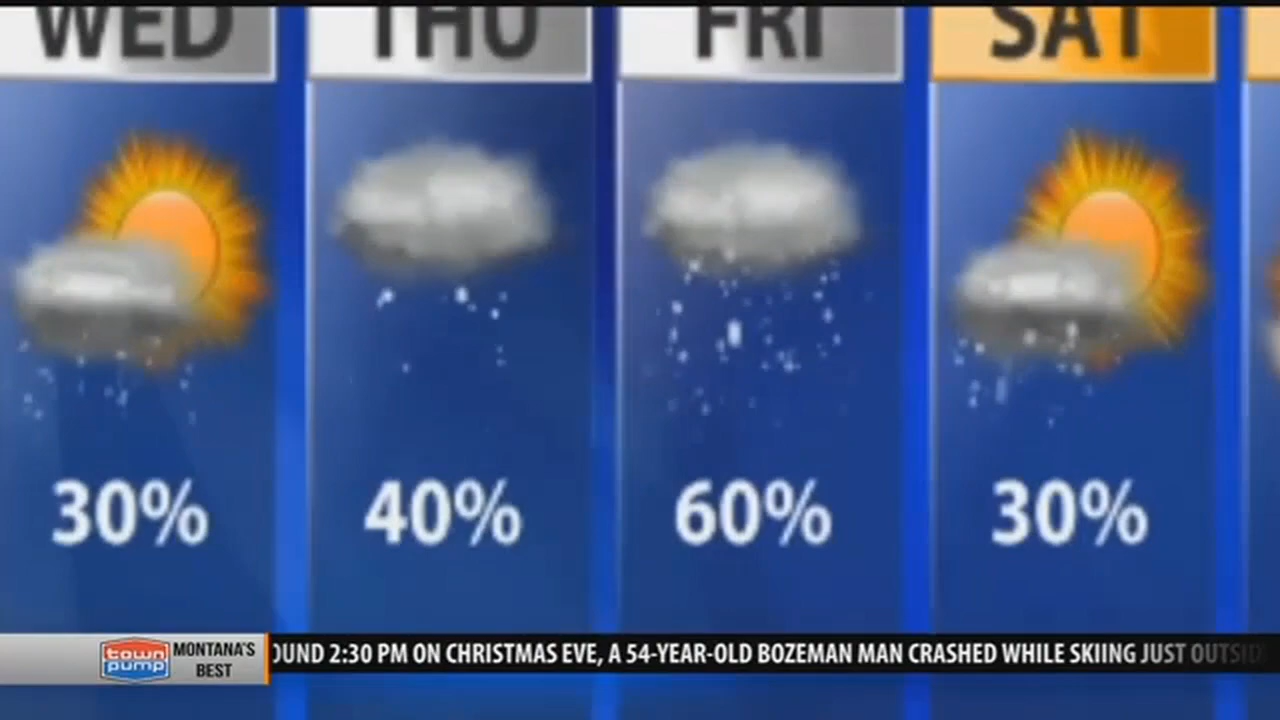 WED THU FRI SAT
30% 40% 60% 30%
town pump MONTANA'S BEST
OUND 2:30 PM ON CHRISTMAS EVE, A 54-YEAR-OLD BOZEMAN MAN CRASHED WHILE SKIING JUST OUTSID